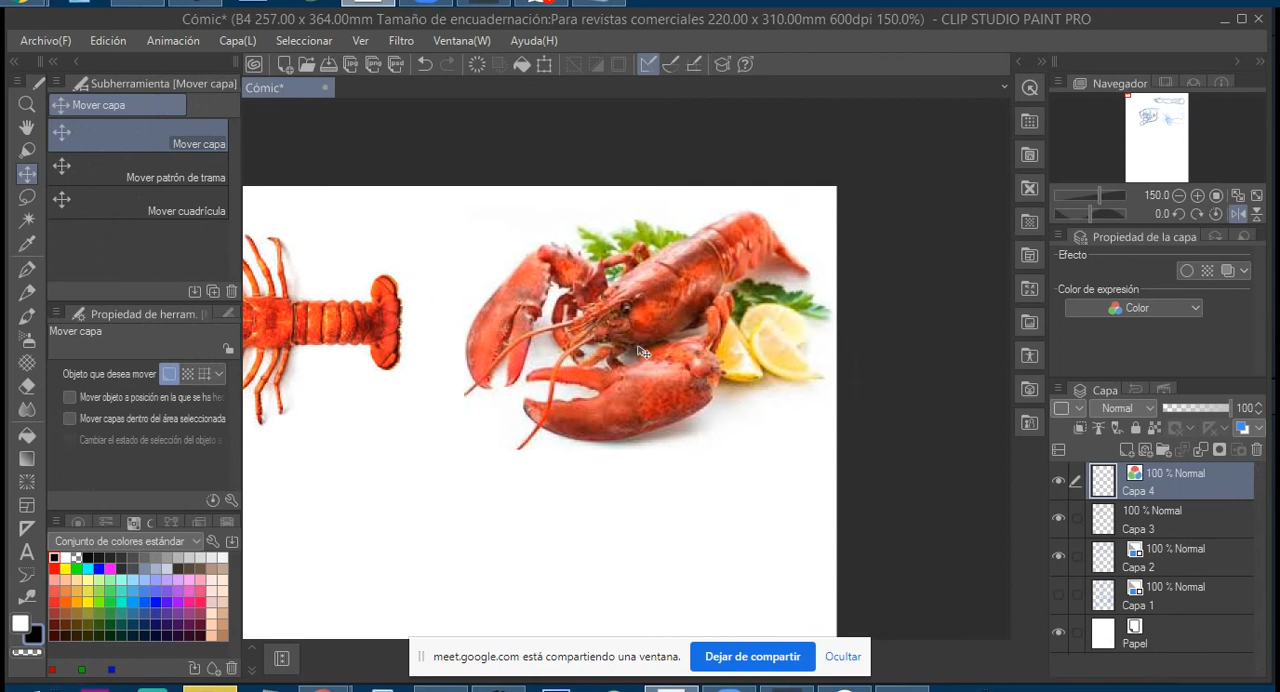 Cómic* (B4 257.00 x 364.00mm Tamaño de encuadernación:Para revistas comerciales 220.00 x 310.00mm 600dpi 150.0%) - CLIP STUDIO PAINT PRO
Archivo(F) Edición Animación Capa(L) Seleccionar Ver Filtro Ventana(W) Ayuda(H)
Subherramienta [Mover capa]
Mover capa
Mover capa
Mover patrón de trama
Mover cuadrícula
Cómic*
Navegador
150.0
0.0
Propiedad de la capa
Efecto
Color de expresión
Color
Propiedad de herram.
Mover capa
Objeto que desea mover
Mover objeto a posición en la que se ha
Mover capas dentro del área seleccionada
Cambiar el estado de selección del objeto
Conjunto de colores estándar
Capa
Normal 100
100 % Normal
Capa 4
100 % Normal
Capa 3
100 % Normal
Capa 2
100 % Normal
Capa 1
Papel
meet.google.com está compartiendo una ventana. Dejar de compartir Ocultar